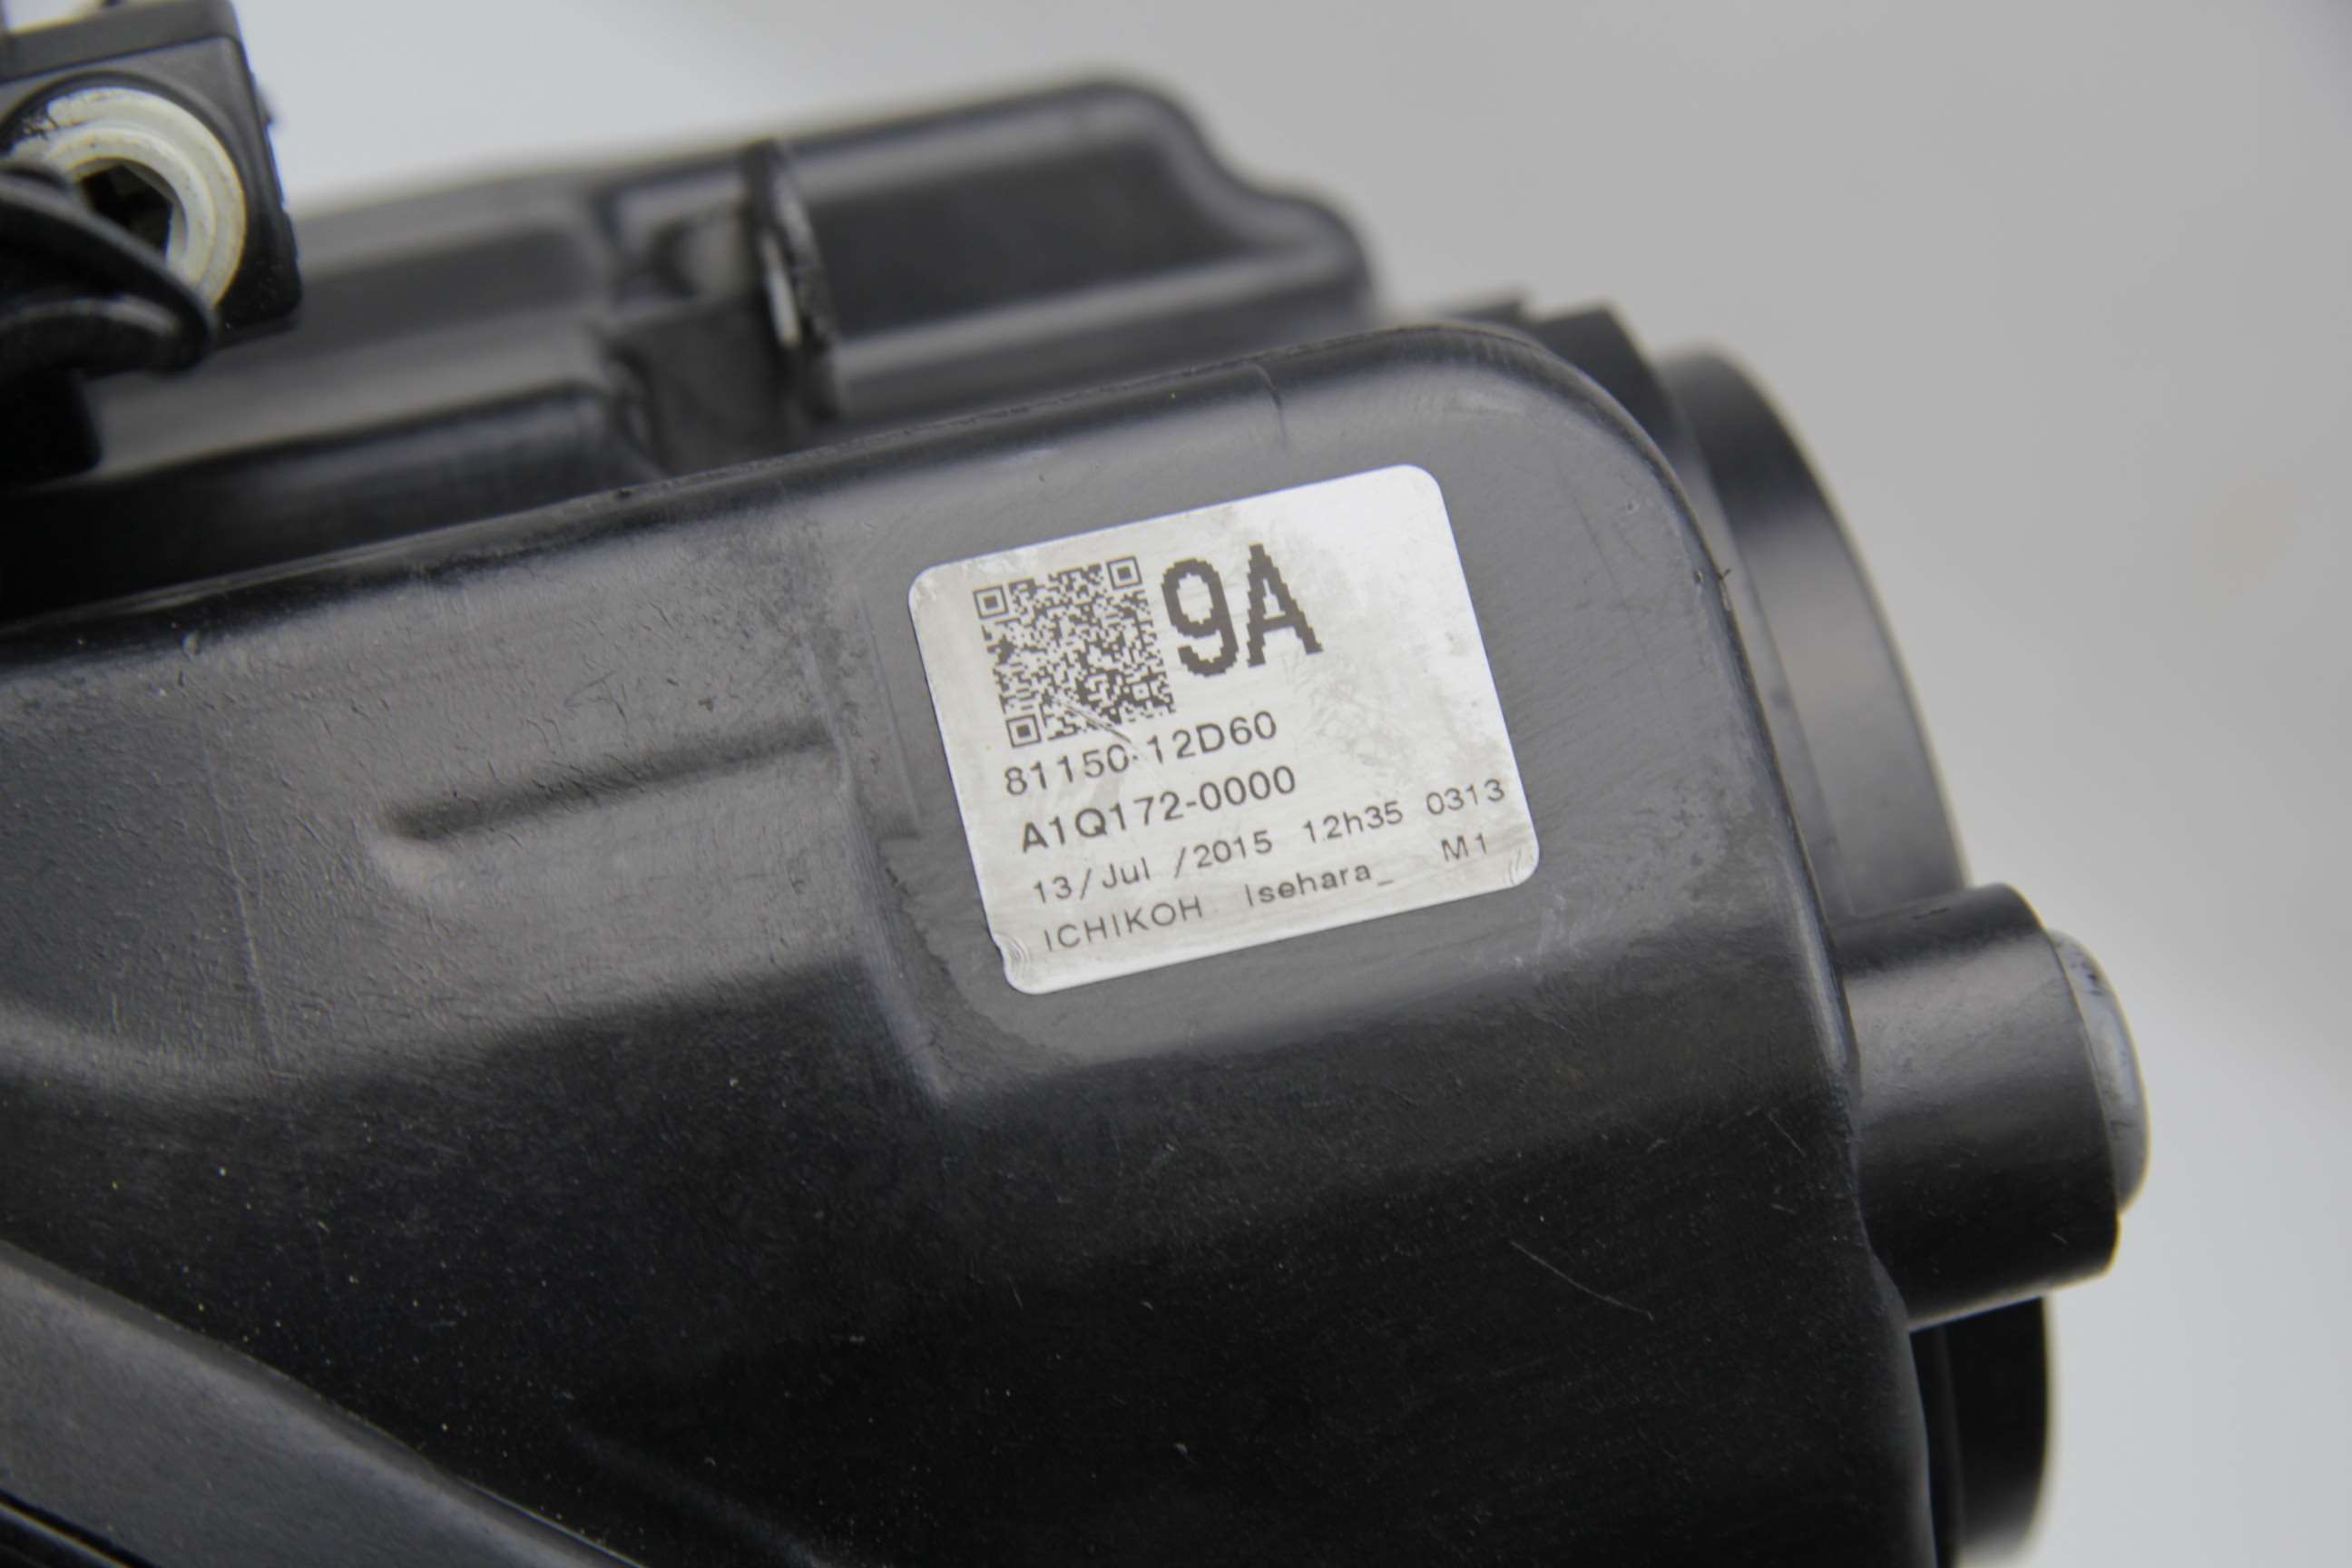 9A
81150-12D60
A1Q172-0000
13/Jul /2015 12h35 0313
ICHIKOH Isehara_ M1